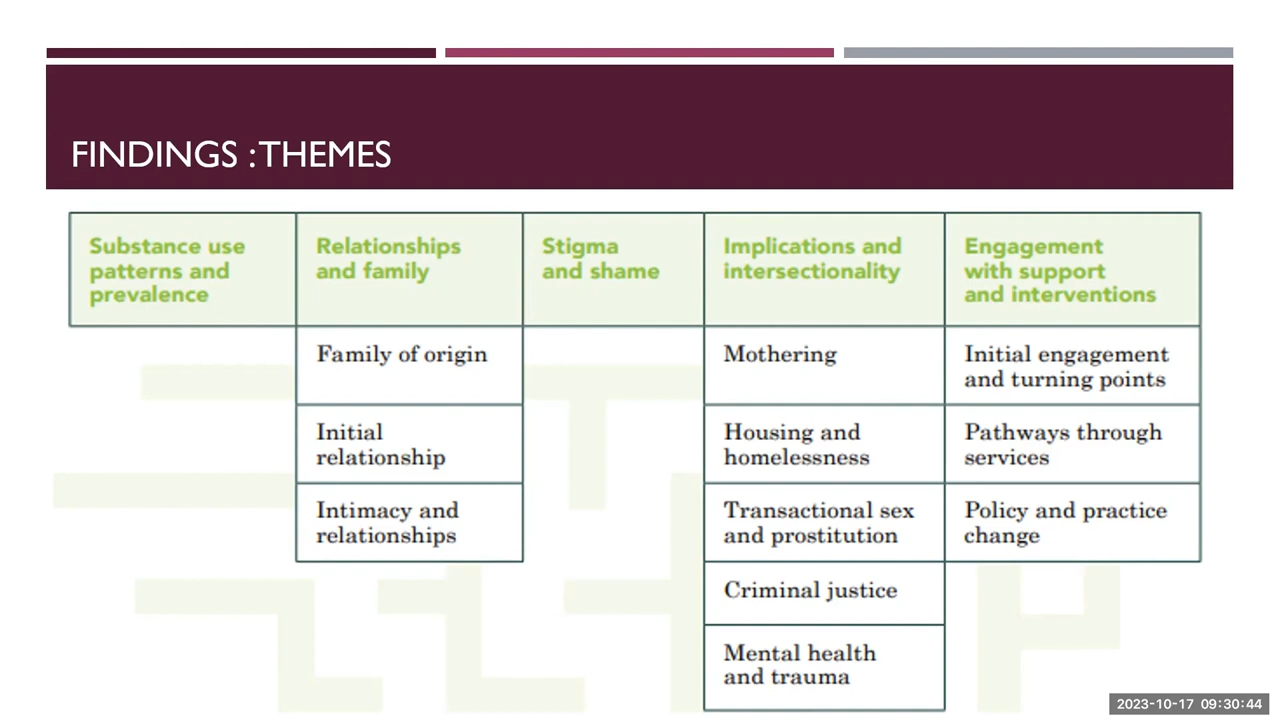 FINDINGS :THEMES
Substance use
patterns and
prevalence
Relationships
and family
Stigma
and shame
Implications and
intersectionality
Engagement
with support
and interventions
Family of origin
Mothering
Initial engagement
and turning points
Initial
relationship
Housing and
homelessness
Pathways through
services
Intimacy and
relationships
Transactional sex
and prostitution
Policy and practice
change
Criminal justice
Mental health
and trauma
2023-10-17 09:30:44